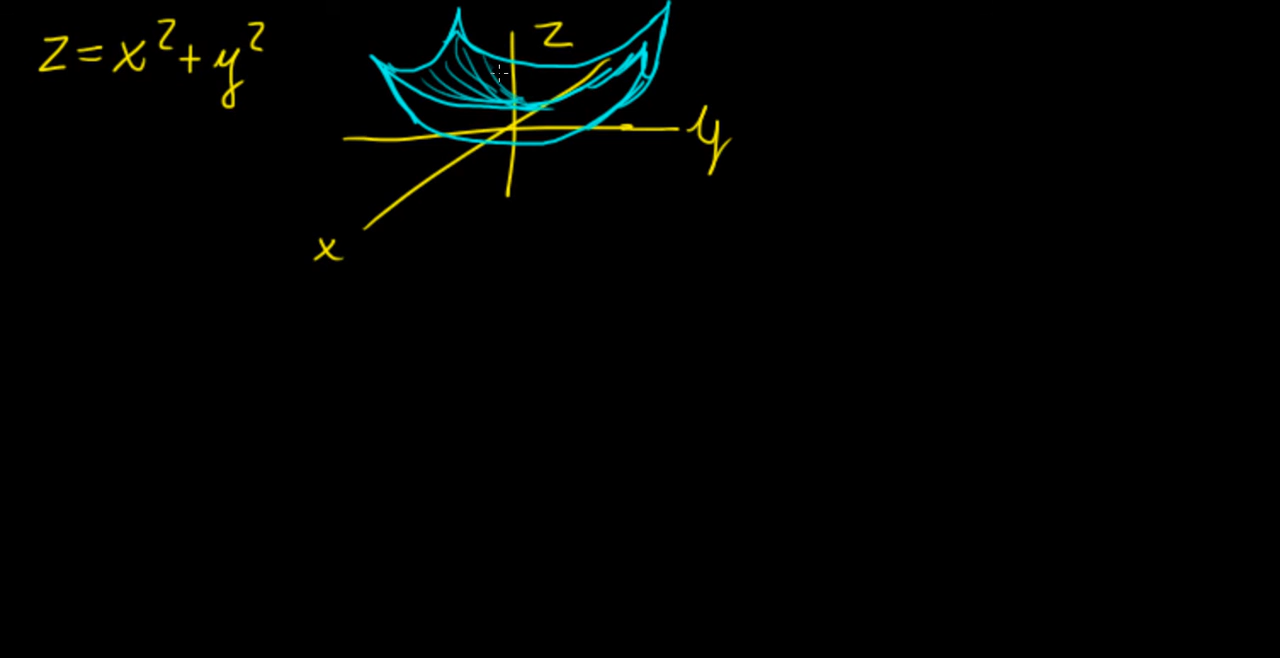 z = x² + y²
z
y
x